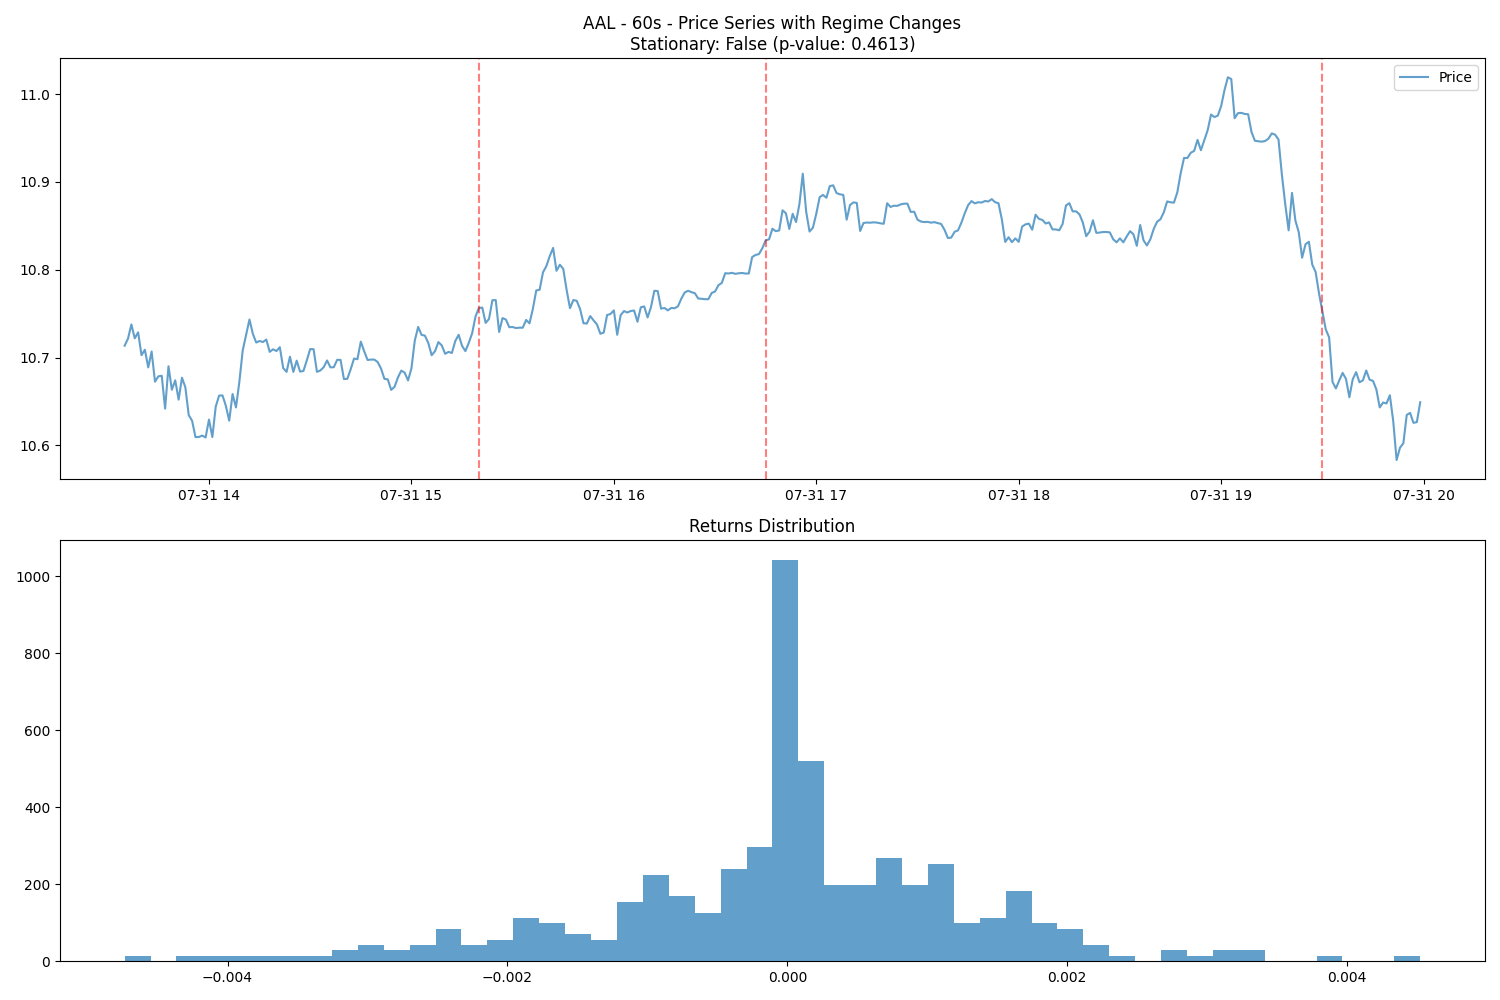 AAL - 60s - Price Series with Regime Changes
Stationary: False (p-value: 0.4613)
Price
11.0
10.9
10.8
10.7
10.6
07-31 14 07-31 15 07-31 16 07-31 17 07-31 18 07-31 19 07-31 20
Returns Distribution
1000
800
600
400
200
0
−0.004 −0.002 0.000 0.002 0.004